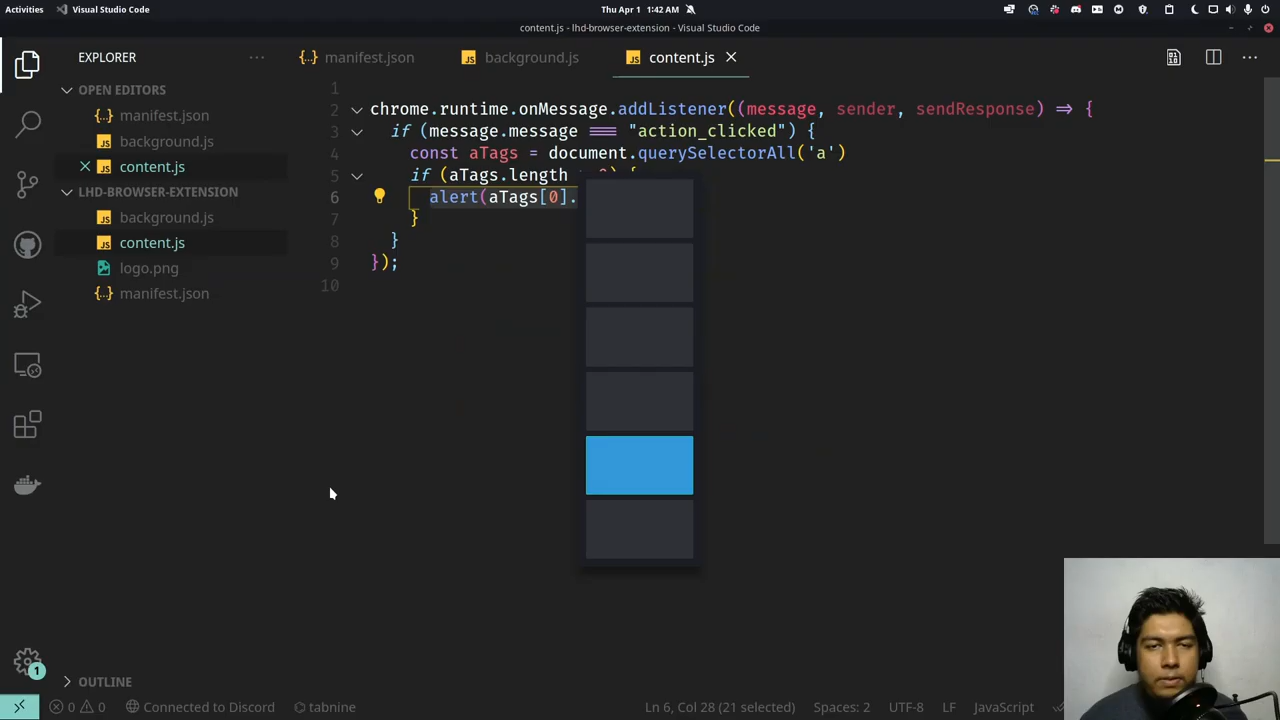 Activities
Visual Studio Code
Thu Apr 1 1:42 AM
content.js - lhd-browser-extension - Visual Studio Code
EXPLORER
manifest.json
background.js
content.js
OPEN EDITORS
manifest.json
background.js
content.js
LHD-BROWSER-EXTENSION
background.js
content.js
logo.png
manifest.json
1
2 chrome.runtime.onMessage.addListener((message, sender, sendResponse) => {
3 if (message.message === "action_clicked") {
4 const aTags = document.querySelectorAll('a')
5 if (aTags.length
6 alert(aTags[0].
7 }
8 }
9 });
10
1
OUTLINE
0 0 Connected to Discord tabnine Ln 6, Col 28 (21 selected) Spaces: 2 UTF-8 LF JavaScript